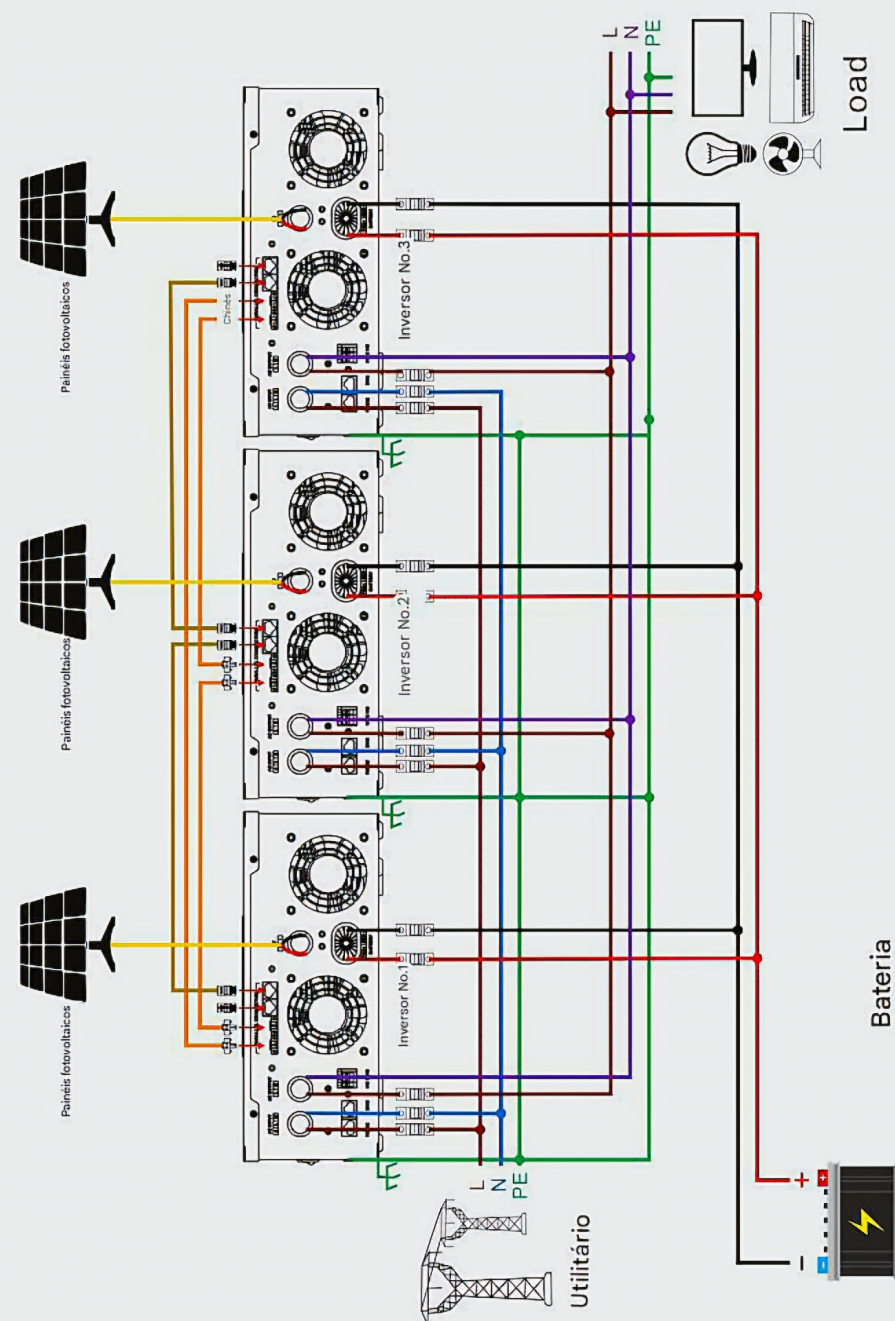 Painéis fotovoltaicos
Painéis fotovoltaicos
Painéis fotovoltaicos
Chinês
Inversor No.1
Inversor No.2
Inversor No.3
L
N
PE
Utilitário
L
N
PE
- +
Load
Bateria